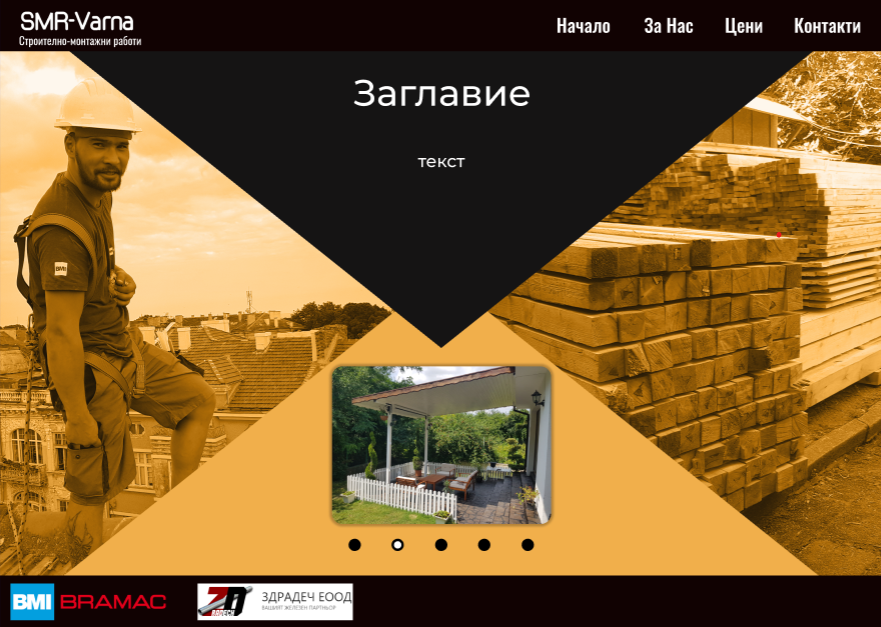 SMR-Varna
Строително-монтажни работи
Начало
За Нас
Цени
Контакти
Заглавие
текст
BMI
BMI BRAMAC
ЗДРАДЕЧ ЕООД
ВАШИЯТ ЖЕЛЕЗЕН ПАРТНЬОР